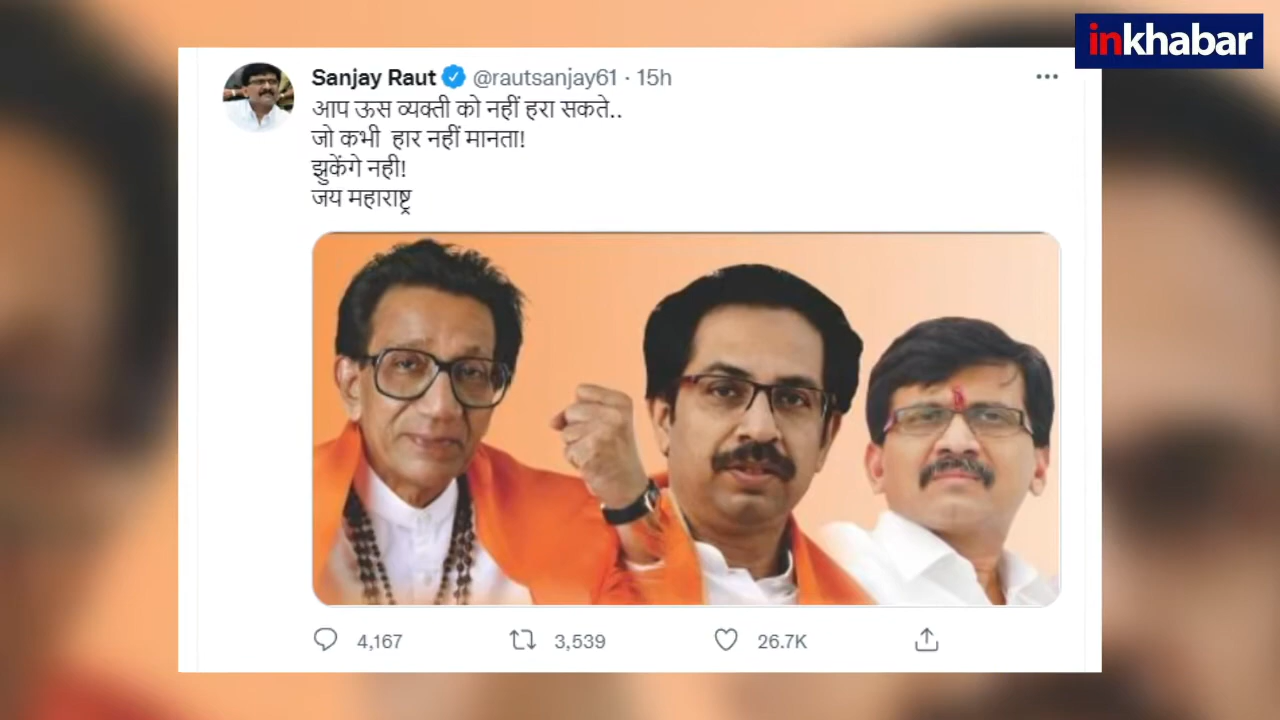 inkhabar
Sanjay Raut @rautsanjay61 · 15h
आप ऊस व्यक्ती को नहीं हरा सकते..
जो कभी हार नहीं मानता!
झुकेंगे नही!
जय महाराष्ट्र
4,167 3,539 26.7K